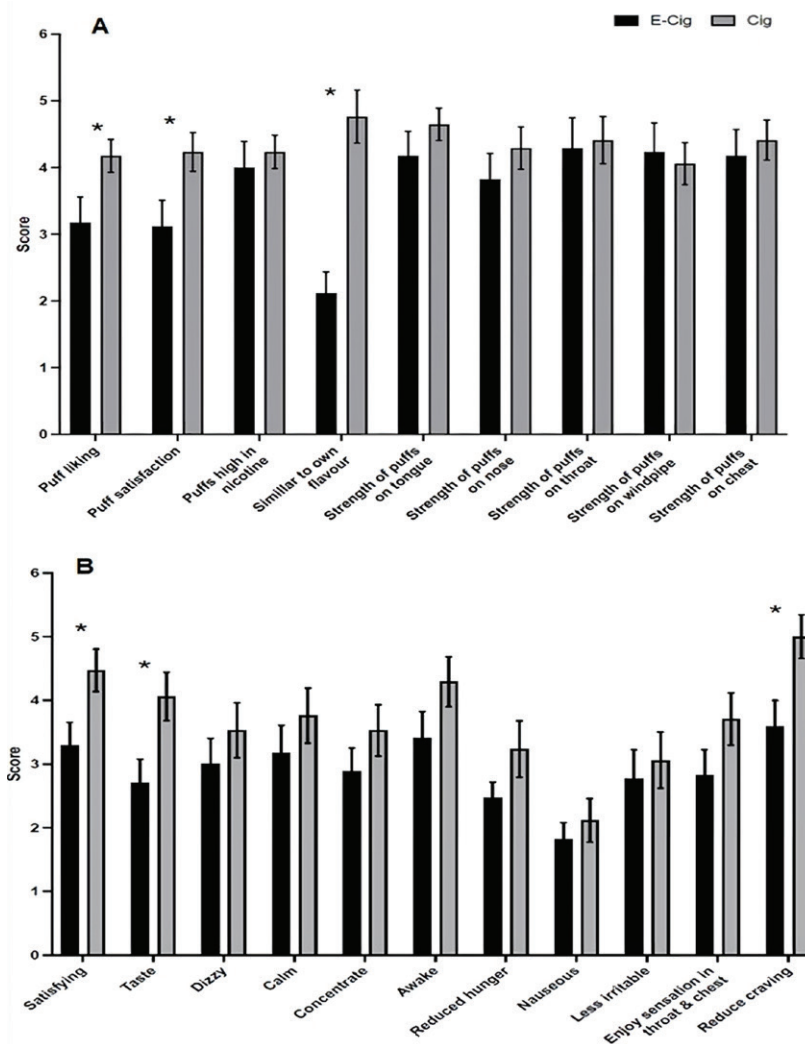 A
E-Cig Cig
6
5
4
3
2
1
0
Score
Puff liking
Puff satisfaction
Puffs high in
nicotine
Simillar to own
flavour
Strength of puffs
on tongue
Strength of puffs
on nose
Strength of puffs
on throat
Strength of puffs
on windpipe
Strength of puffs
on chest
*
*
*
B
6
5
4
3
2
1
0
Score
Satisfying
Taste
Dizzy
Calm
Concentrate
Awake
Reduced hunger
Nauseous
Less irritable
Enjoy sensation in
throat & chest
Reduce craving
*
*
*